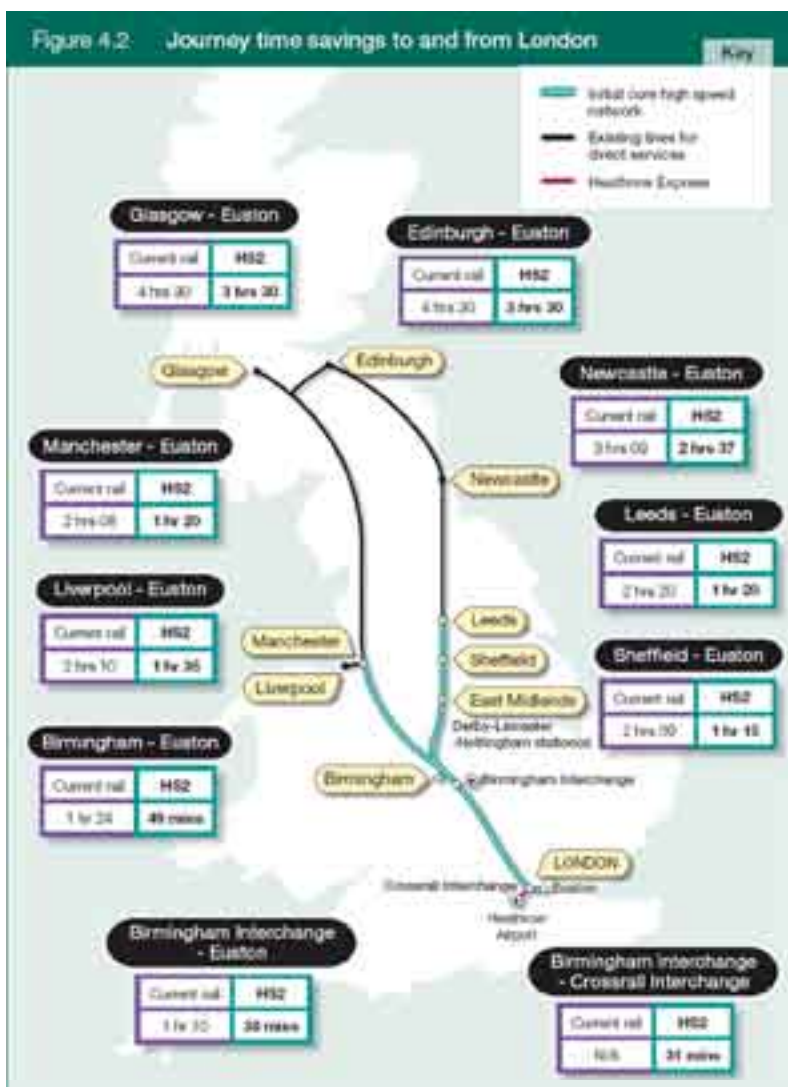 Figure 4.2 Journey time savings to and from London
Key
Initial core high speed
network
Existing lines for
direct services
Heathrow Express
Glasgow - Euston
Current rail HS2
4 hrs 30 3 hrs 30
Edinburgh - Euston
Current rail HS2
4 hrs 30 3 hrs 30
Glasgow
Edinburgh
Newcastle - Euston
Current rail HS2
3 hrs 09 2 hrs 37
Manchester - Euston
Current rail HS2
2 hrs 08 1 hr 20
Newcastle
Leeds - Euston
Current rail HS2
2 hrs 20 1 hr 20
Liverpool - Euston
Current rail HS2
2 hrs 10 1 hr 36
Manchester
Liverpool
Leeds
Sheffield
East Midlands
Derby-Leicester
-Nottingham stations
Sheffield - Euston
Current rail HS2
2 hrs 1 hr 15
Birmingham - Euston
Current rail HS2
1 hr 24 49 mins
Birmingham
Birmingham Interchange
LONDON
Crossrail Interchange
Euston
Heathrow
Airport
Birmingham Interchange
- Euston
Current rail HS2
1 hr 10 38 mins
Birmingham Interchange
- Crossrail Interchange
Current rail HS2
N/A 31 mins